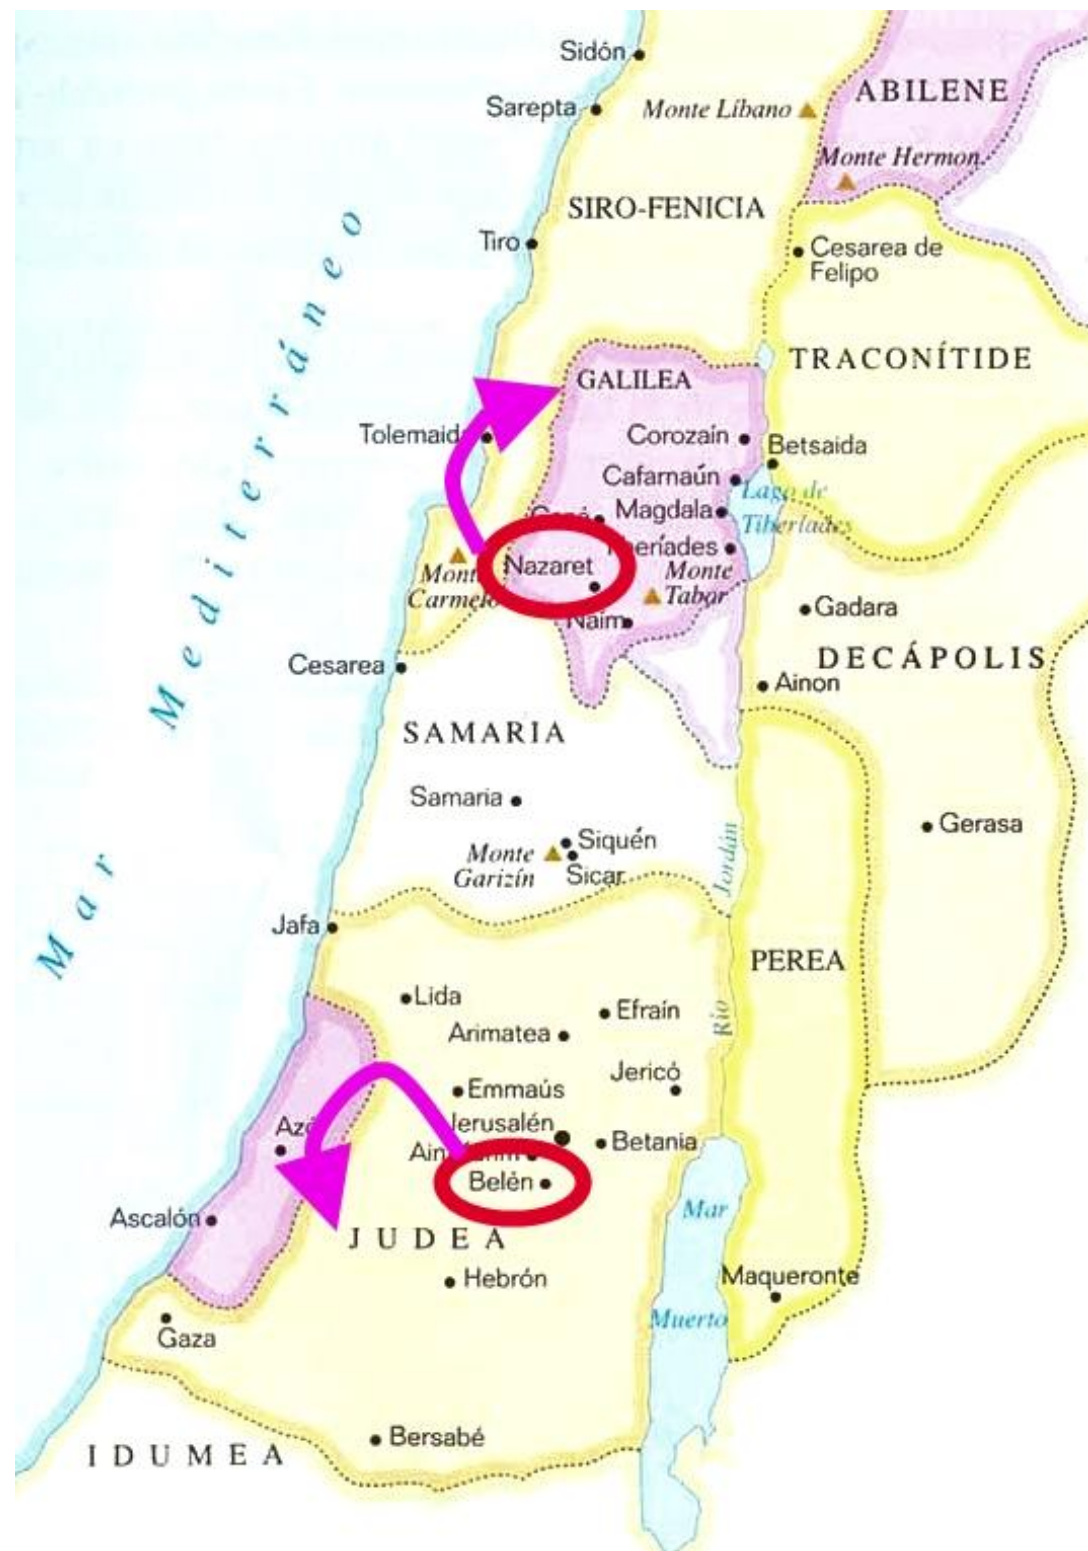 Sidón
Sarepta
Monte Líbano
ABILENE
Monte Hermon
SIRO-FENICIA
Tiro
Cesarea de
Felipo
TRACONÍTIDE
GALILEA
Tolemaida
Corozaín
Betsaida
Cafarnaún
Lago de
Magdala
Tiberíades
Nazaret
Monte
Tabor
Monte
Carmelo
Naím
Gadara
DECÁPOLIS
Cesarea
Ainon
SAMARIA
Samaria
Siquén
Monte
Garizín
Sicar
Gerasa
Río Jordán
Jafa
PEREA
Lida
Efraín
Arimatea
Jericó
Emmaús
Jerusalén
Betania
Belén
Ascalón
JUDEA
Mar
Muerto
Hebrón
Maqueronte
Gaza
Bersabé
IDUMEA
Mar Mediterráneo